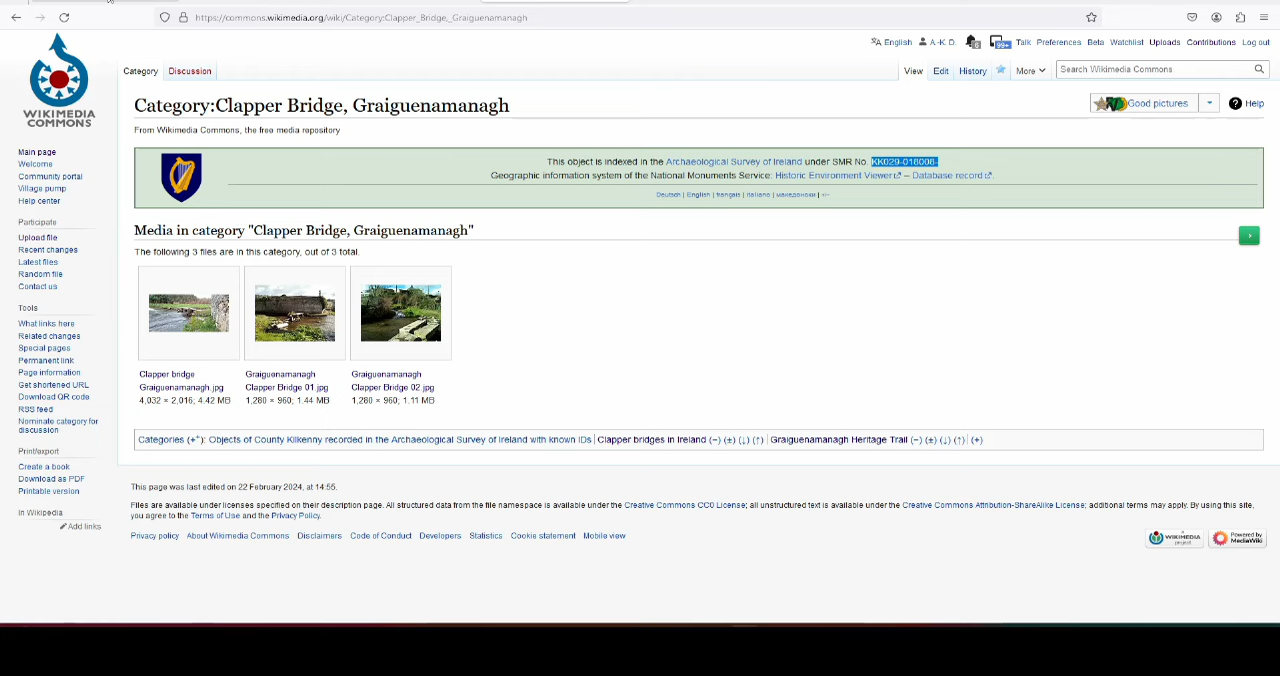 https://commons.wikimedia.org/wiki/Category:Clapper_Bridge,_Graiguenamanagh
English A.-K. D. 6 99+ Talk Preferences Beta Watchlist Uploads Contributions Log out
WIKIMEDIA
COMMONS
Category Discussion View Edit History More Search Wikimedia Commons
Category:Clapper Bridge, Graiguenamanagh
Good pictures Help
From Wikimedia Commons, the free media repository
This object is indexed in the Archaeological Survey of Ireland under SMR No. KK029-018008-
Geographic information system of the National Monuments Service: Historic Environment Viewer – Database record.
Deutsch | English | français | italiano | македонски | +/−
Media in category "Clapper Bridge, Graiguenamanagh"
The following 3 files are in this category, out of 3 total.
Clapper bridge
Graiguenamanagh.jpg
4,032 × 2,016; 4.42 MB
Graiguenamanagh
Clapper Bridge 01.jpg
1,280 × 960; 1.44 MB
Graiguenamanagh
Clapper Bridge 02.jpg
1,280 × 960; 1.11 MB
Categories (+⁺): Objects of County Kilkenny recorded in the Archaeological Survey of Ireland with known IDs | Clapper bridges in Ireland (−) (±) (↓) (↑) | Graiguenamanagh Heritage Trail (−) (±) (↓) (↑) | (+)
Main page
Welcome
Community portal
Village pump
Help center
Participate
Upload file
Recent changes
Latest files
Random file
Contact us
Tools
What links here
Related changes
Special pages
Permanent link
Page information
Get shortened URL
Download QR code
RSS feed
Nominate category for
discussion
Print/export
Create a book
Download as PDF
Printable version
In Wikipedia
Add links
This page was last edited on 22 February 2024, at 14:55.
Files are available under licenses specified on their description page. All structured data from the file namespace is available under the Creative Commons CC0 License; all unstructured text is available under the Creative Commons Attribution-ShareAlike License; additional terms may apply. By using this site,
you agree to the Terms of Use and the Privacy Policy.
Privacy policy About Wikimedia Commons Disclaimers Code of Conduct Developers Statistics Cookie statement Mobile view
A WIKIMEDIA project
Powered by MediaWiki